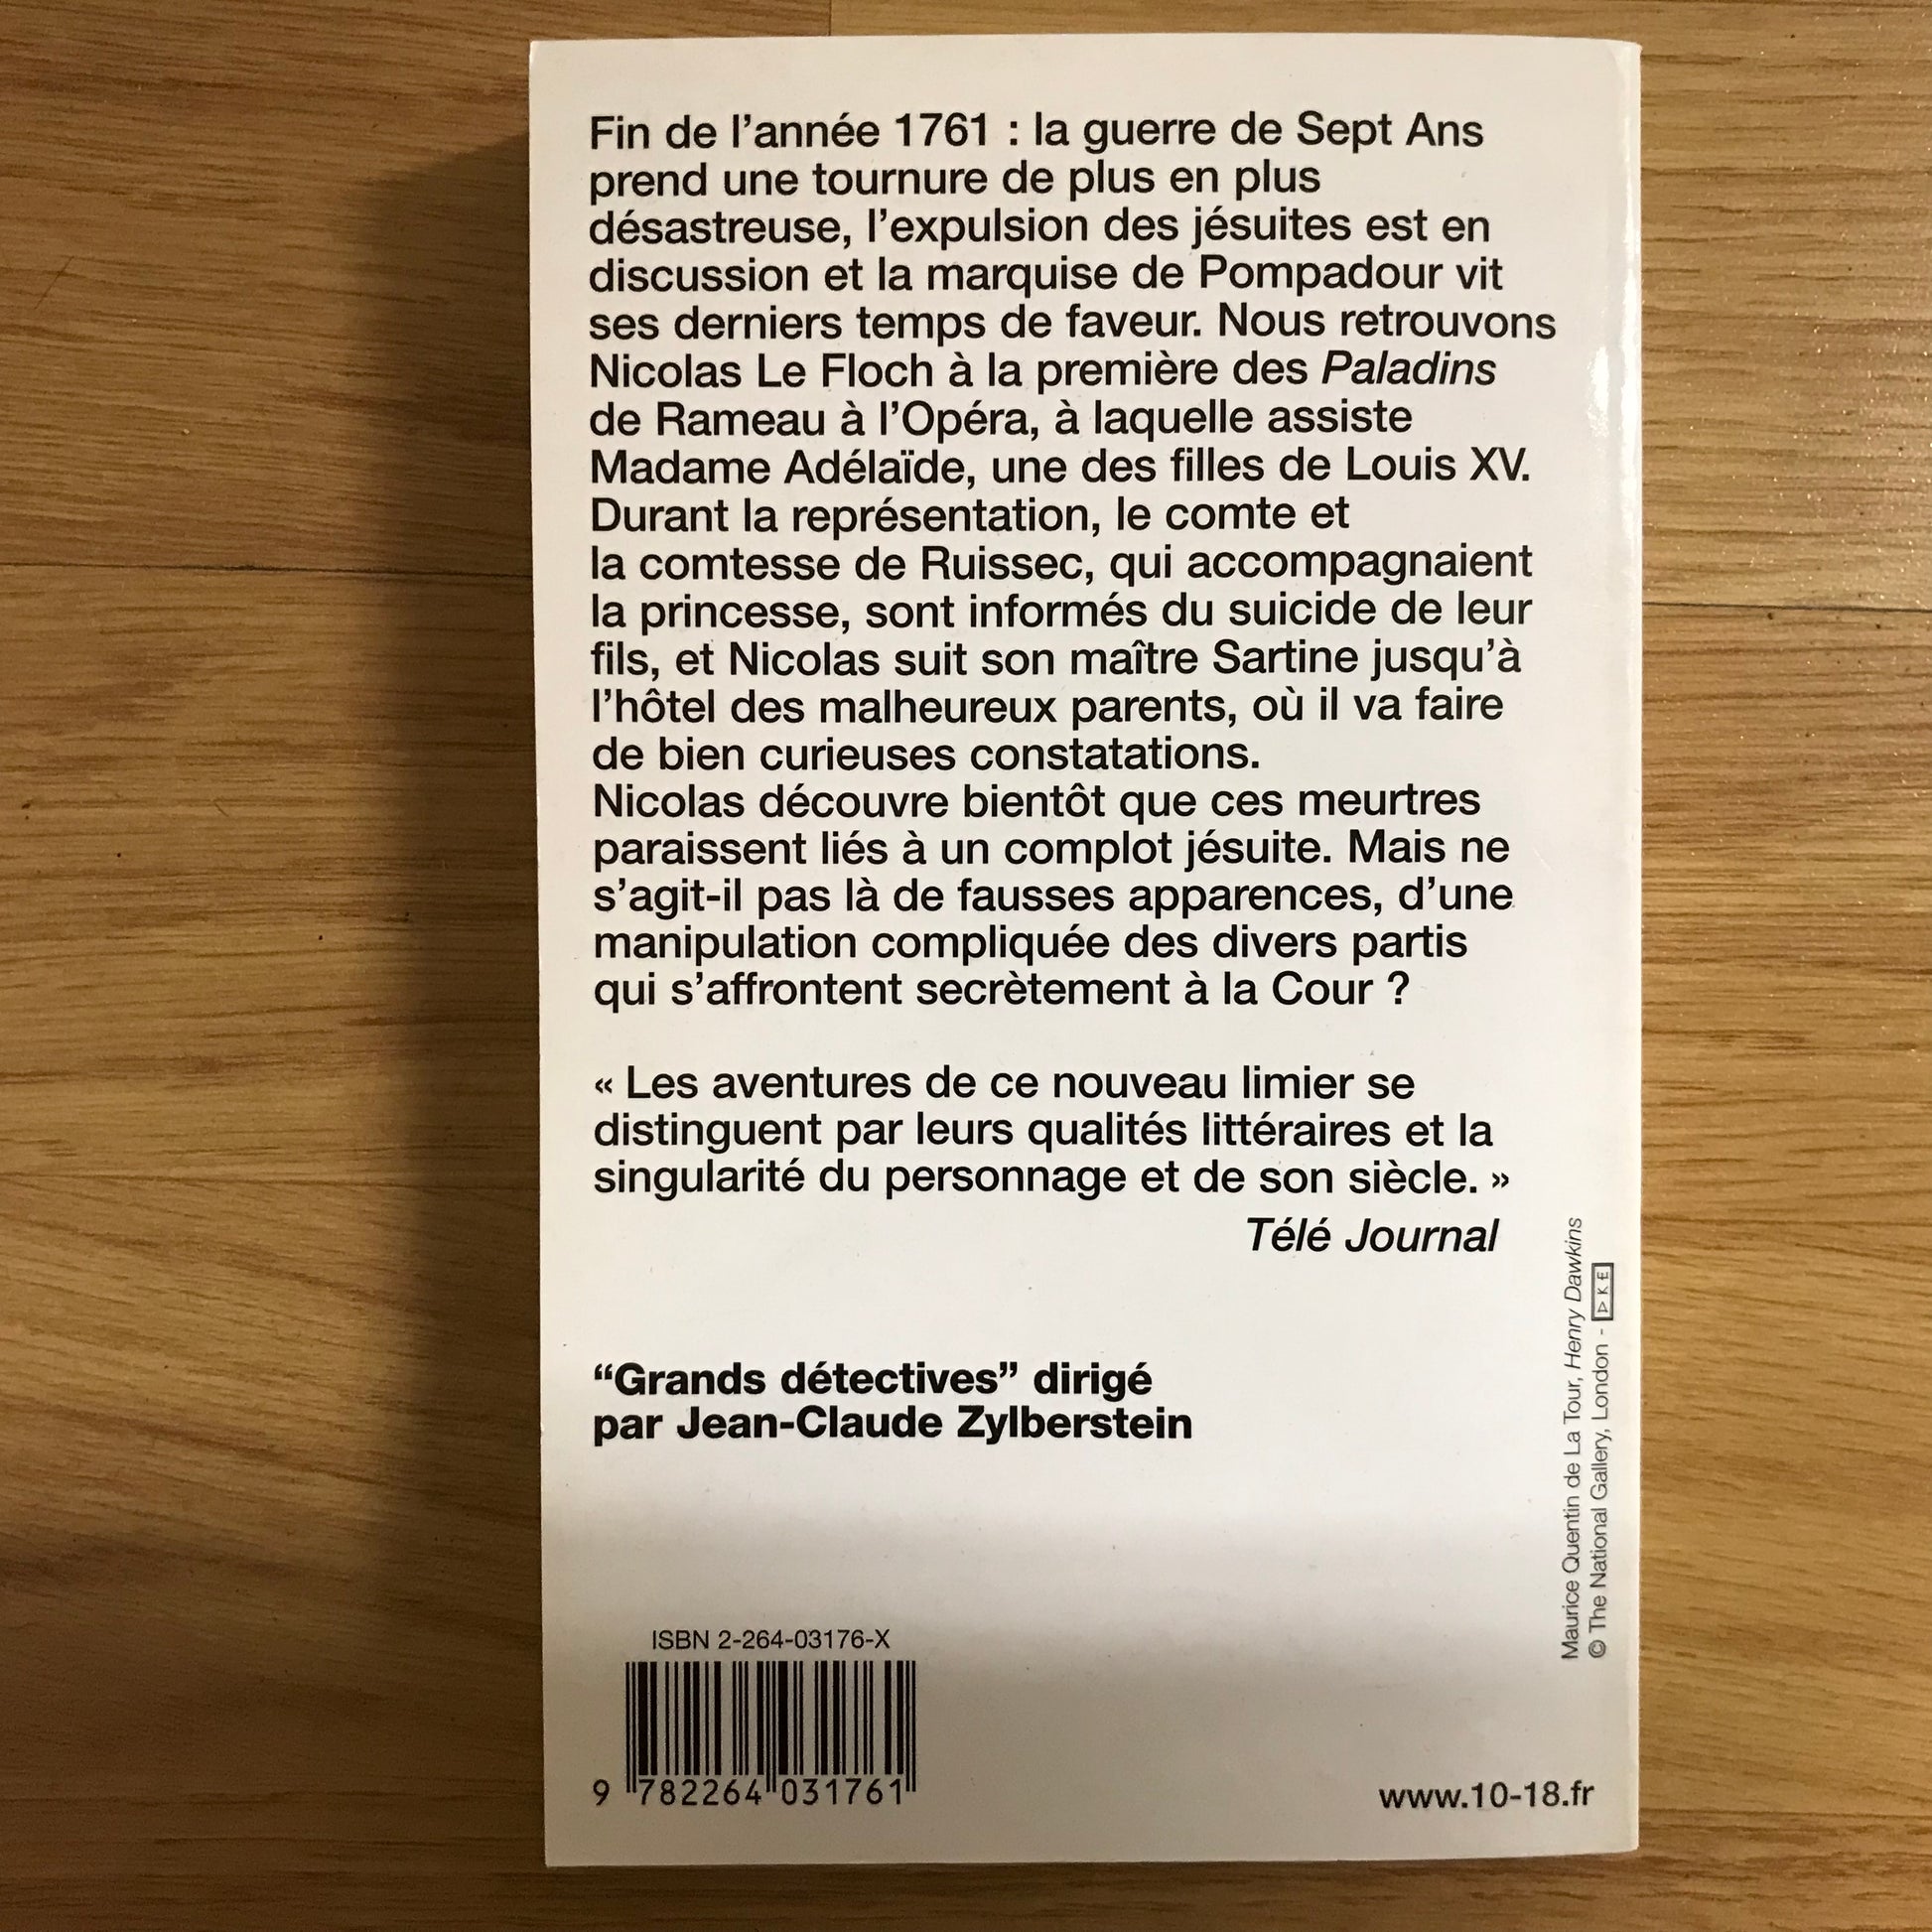 Fin de l’année 1761 : la guerre de Sept Ans
prend une tournure de plus en plus
désastreuse, l’expulsion des jésuites est en
discussion et la marquise de Pompadour vit
ses derniers temps de faveur. Nous retrouvons
Nicolas Le Floch à la première des Paladins
de Rameau à l’Opéra, à laquelle assiste
Madame Adélaïde, une des filles de Louis XV.
Durant la représentation, le comte et
la comtesse de Ruissec, qui accompagnaient
la princesse, sont informés du suicide de leur
fils, et Nicolas suit son maître Sartine jusqu’à
l’hôtel des malheureux parents, où il va faire
de bien curieuses constatations.
Nicolas découvre bientôt que ces meurtres
paraissent liés à un complot jésuite. Mais ne
s’agit-il pas là de fausses apparences, d’une
manipulation compliquée des divers partis
qui s’affrontent secrètement à la Cour ?
« Les aventures de ce nouveau limier se
distinguent par leurs qualités littéraires et la
singularité du personnage et de son siècle. »
Télé Journal
“Grands détectives” dirigé
par Jean-Claude Zylberstein
Maurice Quentin de La Tour, Henry Dawkins
© The National Gallery, London - AKE
ISBN 2-264-03176-X
9 782264 031761
www.10-18.fr